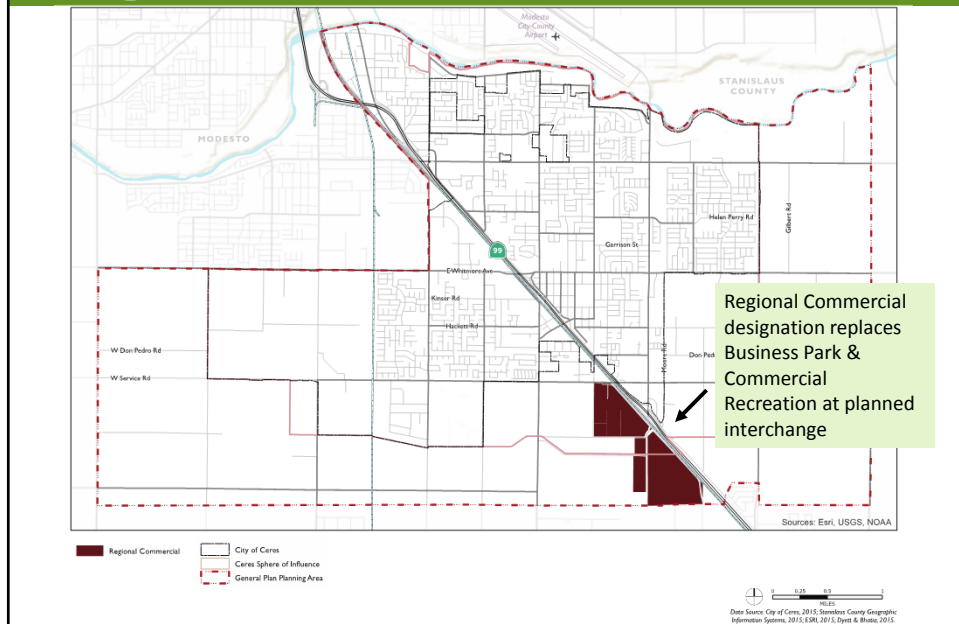 Modesto
City-County
Airport
STANISLAUS
COUNTY
MODESTO
Helen Perry Rd
Gilbert Rd
Garrison St
99
E Whitmore Ave
Kinser Rd
Hackett Rd
Regional Commercial
designation replaces
Business Park &
Commercial
Recreation at planned
interchange
W Don Pedro Rd
Moore Rd
Don Ped
W Service Rd
Sources: Esri, USGS, NOAA
Regional Commercial
City of Ceres
Ceres Sphere of Influence
General Plan Planning Area
0 0.25 0.5 1
MILES
Data Source: City of Ceres, 2015; Stanislaus County Geographic
Information Systems, 2015; ESRI, 2015; Dyett & Bhatia, 2015.